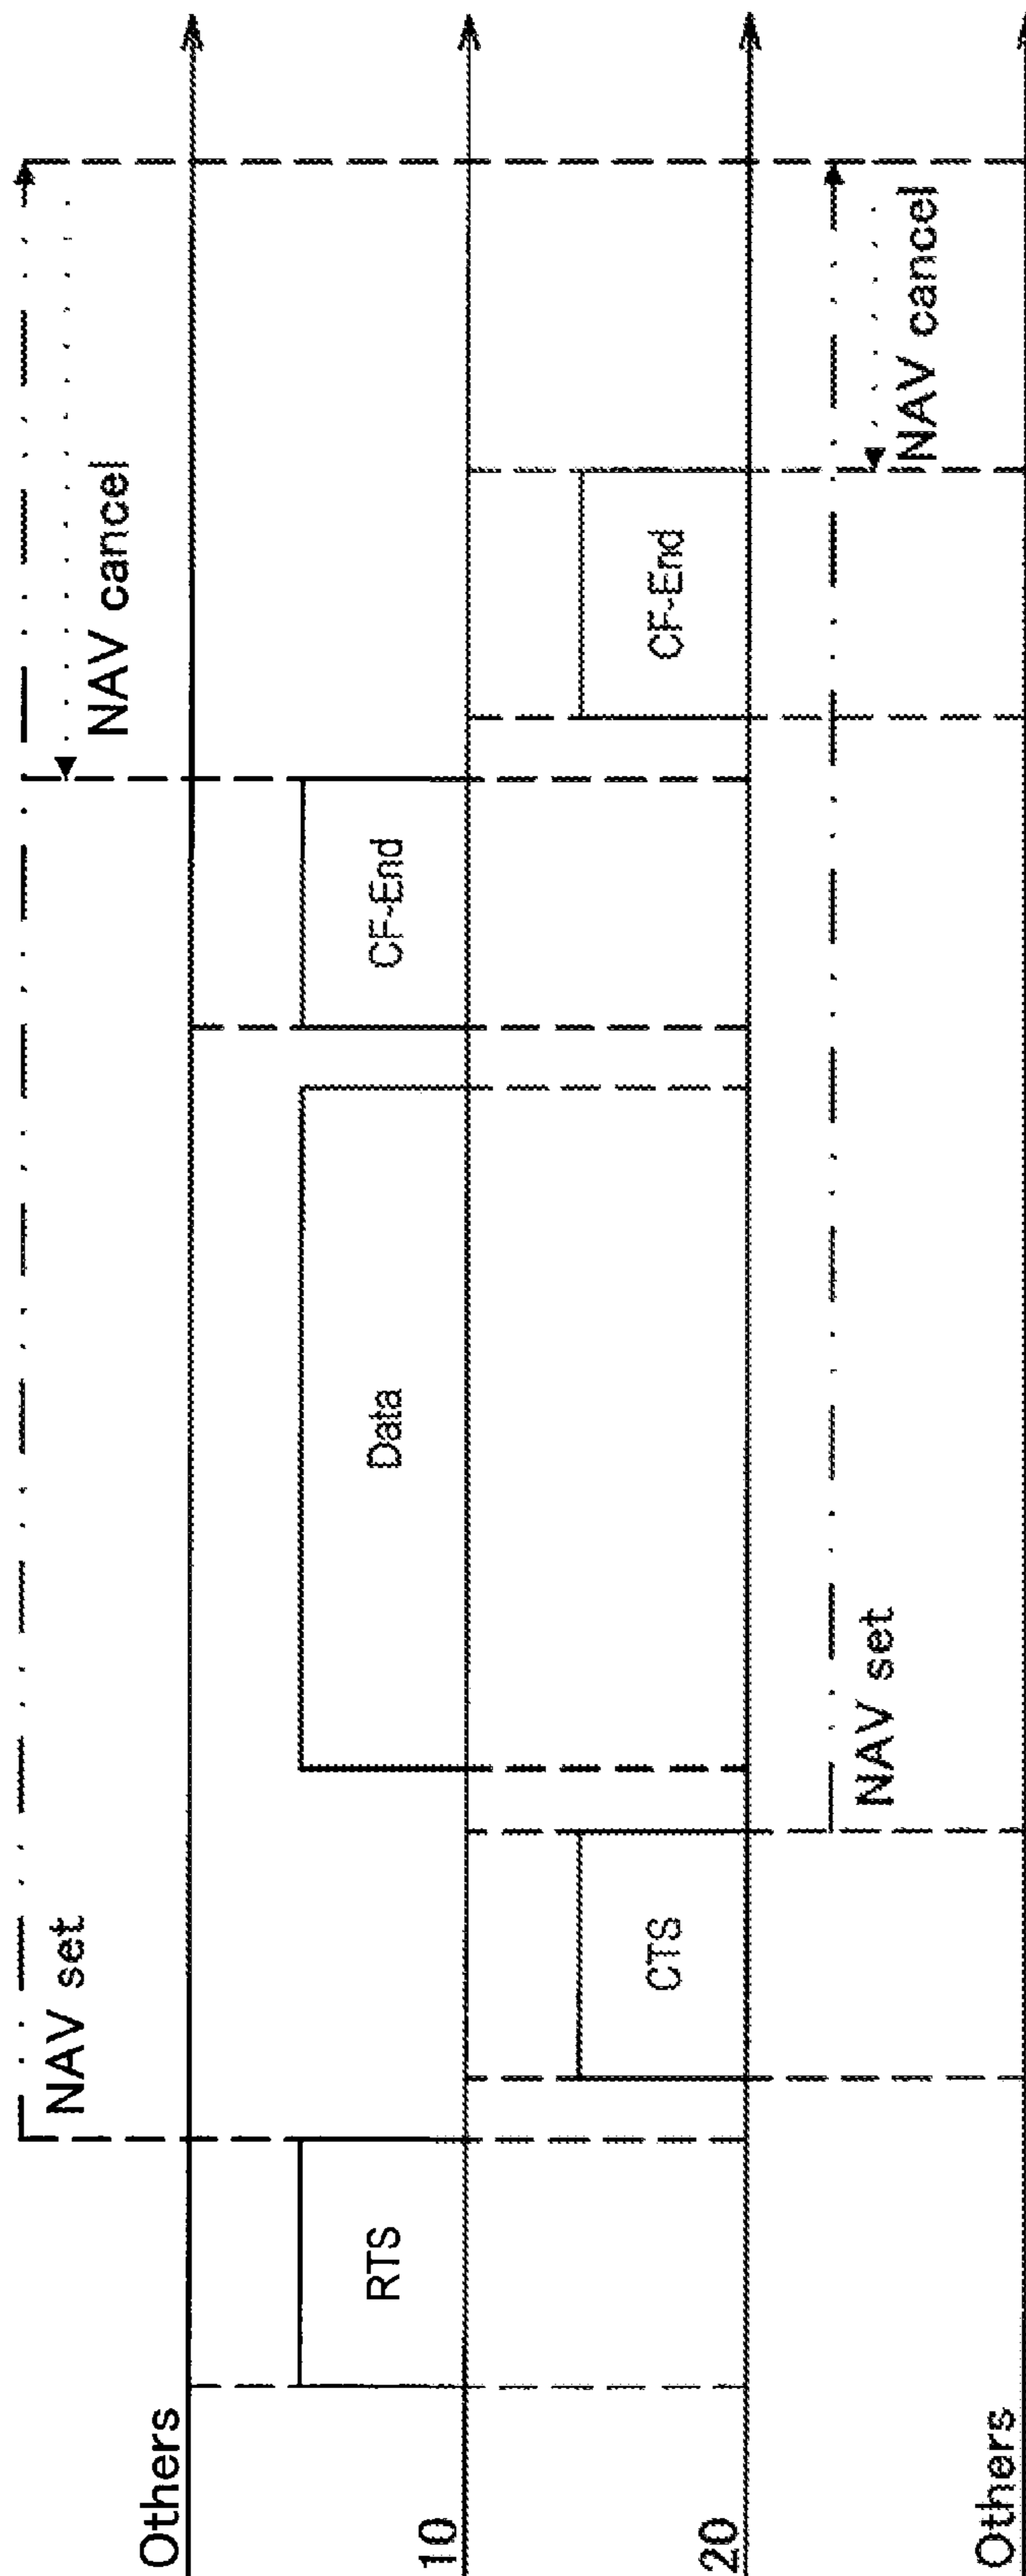 NAV set
NAV cancel
Others
RTS
Data
CF-End
10
CTS
CF-End
20
NAV set
NAV cancel
Others